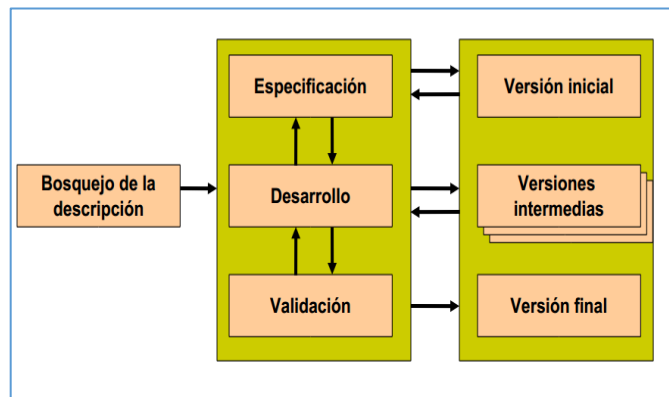 Bosquejo de la
descripción
Especificación
Desarrollo
Validación
Versión inicial
Versiones
intermedias
Versión final